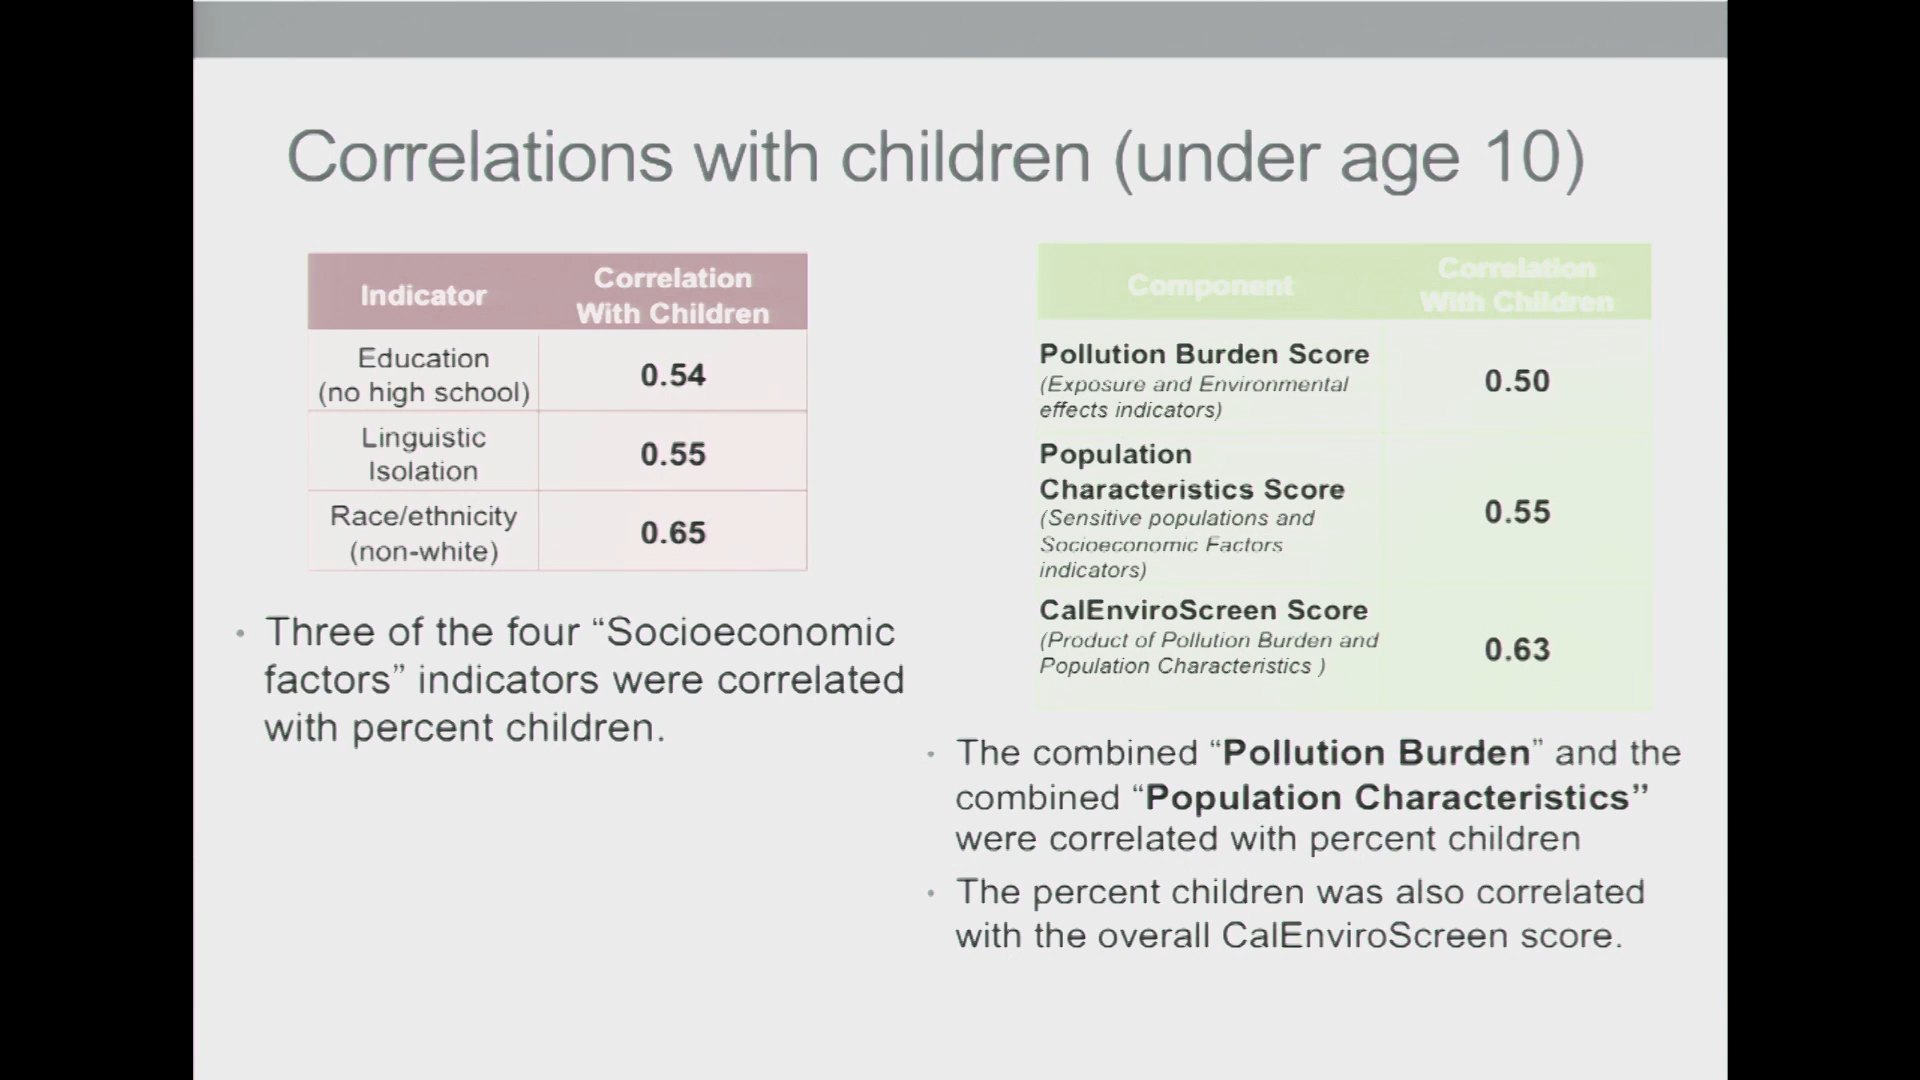 Correlations with children (under age 10)
Indicator
Correlation
With Children
Education
(no high school)
0.54
Linguistic
Isolation
0.55
Race/ethnicity
(non-white)
0.65
• Three of the four “Socioeconomic
factors” indicators were correlated
with percent children.
Component
Correlation
With Children
Pollution Burden Score
(Exposure and Environmental
effects indicators)
0.50
Population
Characteristics Score
(Sensitive populations and
Socioeconomic Factors
indicators)
0.55
CalEnviroScreen Score
(Product of Pollution Burden and
Population Characteristics )
0.63
• The combined “Pollution Burden” and the
combined “Population Characteristics”
were correlated with percent children
• The percent children was also correlated
with the overall CalEnviroScreen score.